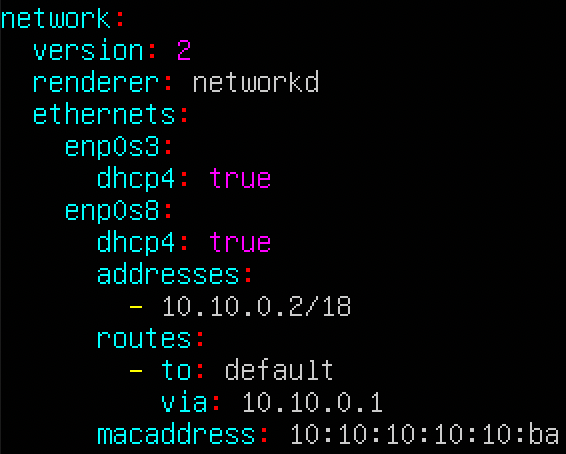 network:
  version: 2
  renderer: networkd
  ethernets:
    enp0s3:
      dhcp4: true
    enp0s8:
      dhcp4: true
      addresses:
        - 10.10.0.2/18
      routes:
        - to: default
          via: 10.10.0.1
      macaddress: 10:10:10:10:10:ba